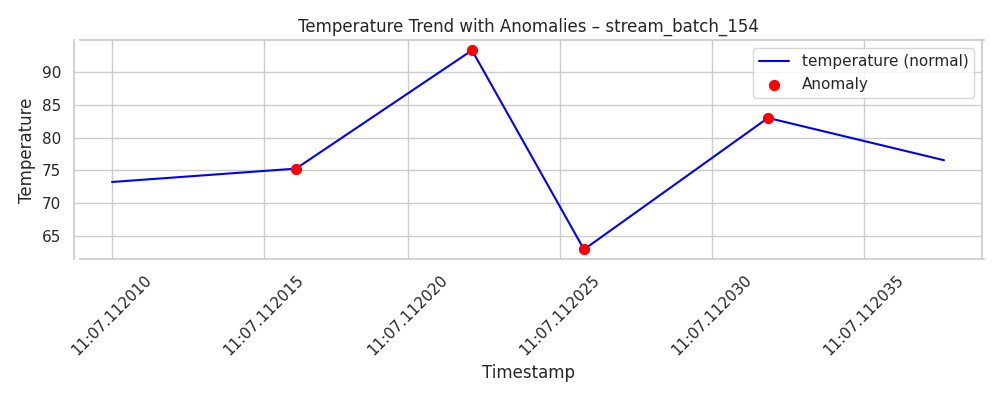 Temperature Trend with Anomalies – stream_batch_154
temperature (normal)
Anomaly
Temperature
90
85
80
75
70
65
11:07.112010
11:07.112015
11:07.112020
11:07.112025
11:07.112030
11:07.112035
Timestamp